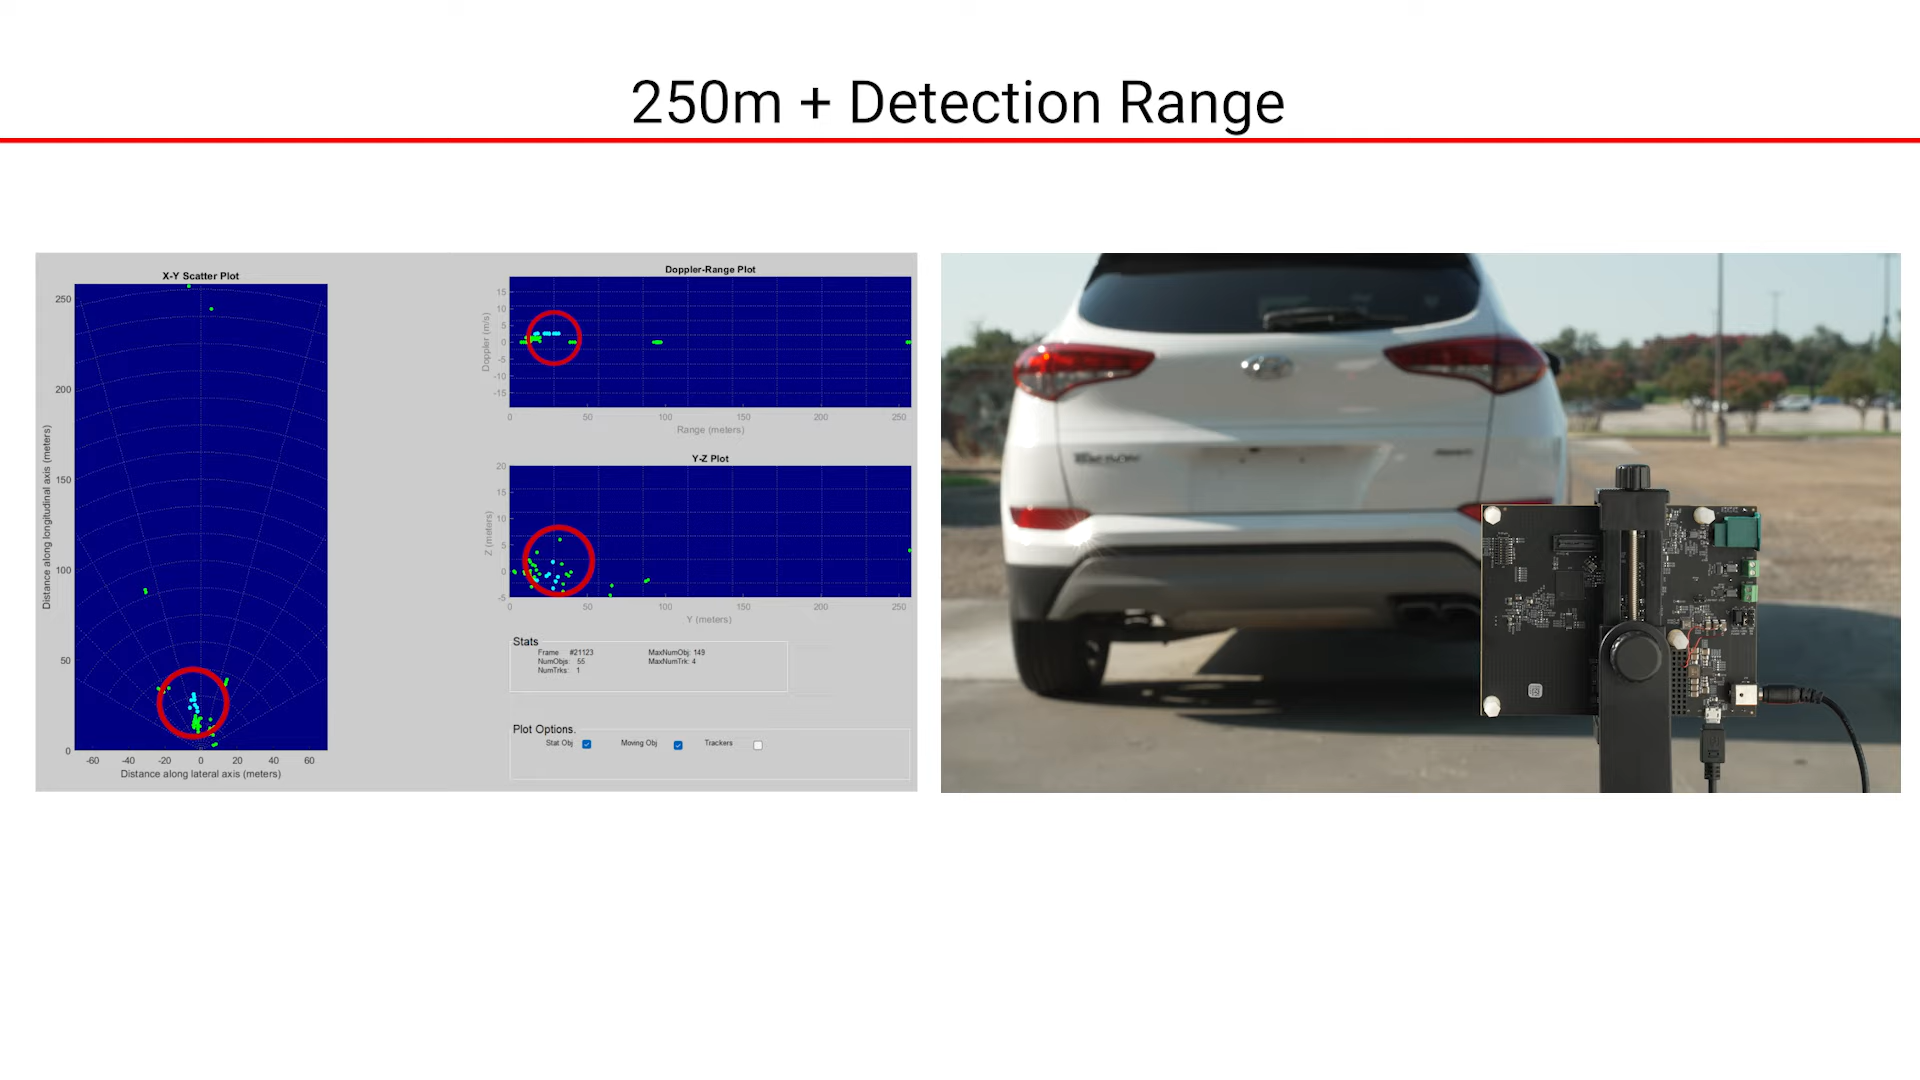 250m + Detection Range
X-Y Scatter Plot
250
200
150
100
50
0
-60 -40 -20 0 20 40 60
Distance along lateral axis (meters)
Distance along longitudinal axis (meters)
Doppler-Range Plot
15
10
5
0
-5
-10
-15
0 50 100 150 200 250
Range (meters)
Doppler (m/s)
Y-Z Plot
20
15
10
5
0
-5
0 50 100 150 200 250
Y (meters)
Z (meters)
Stats
Frame #21123 MaxNumObj: 149
NumObjs: 55 MaxNumTrk: 4
NumTrks: 1
Plot Options.
Stat Obj Moving Obj Trackers